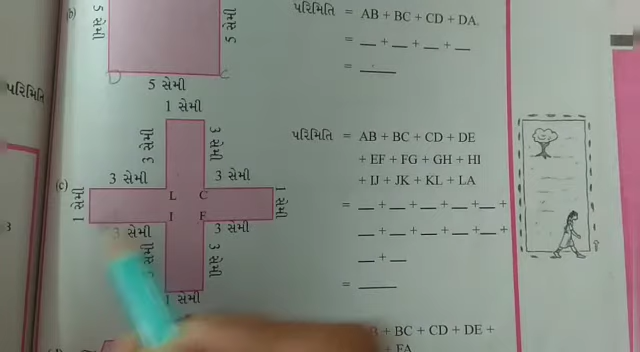 (b)
5 સેમી
5 સેમી
D
C
5 સેમી
પરિમિતિ = AB + BC + CD + DA
= __ + __ + __ + __
= ____
પરિમિતિ
(c)
1 સેમી
3 સેમી
3 સેમી
3 સેમી
3 સેમી
1 સેમી
1 સેમી
L C
I F
3 સેમી
3 સેમી
સેમી
3 સેમી
1 સેમી
પરિમિતિ = AB + BC + CD + DE
+ EF + FG + GH + HI
+ IJ + JK + KL + LA
= __ + __ + __ + __ + __ +
__ + __ + __ + __ + __ +
__ + __
= ____
3
+ BC + CD + DE +
+ FA